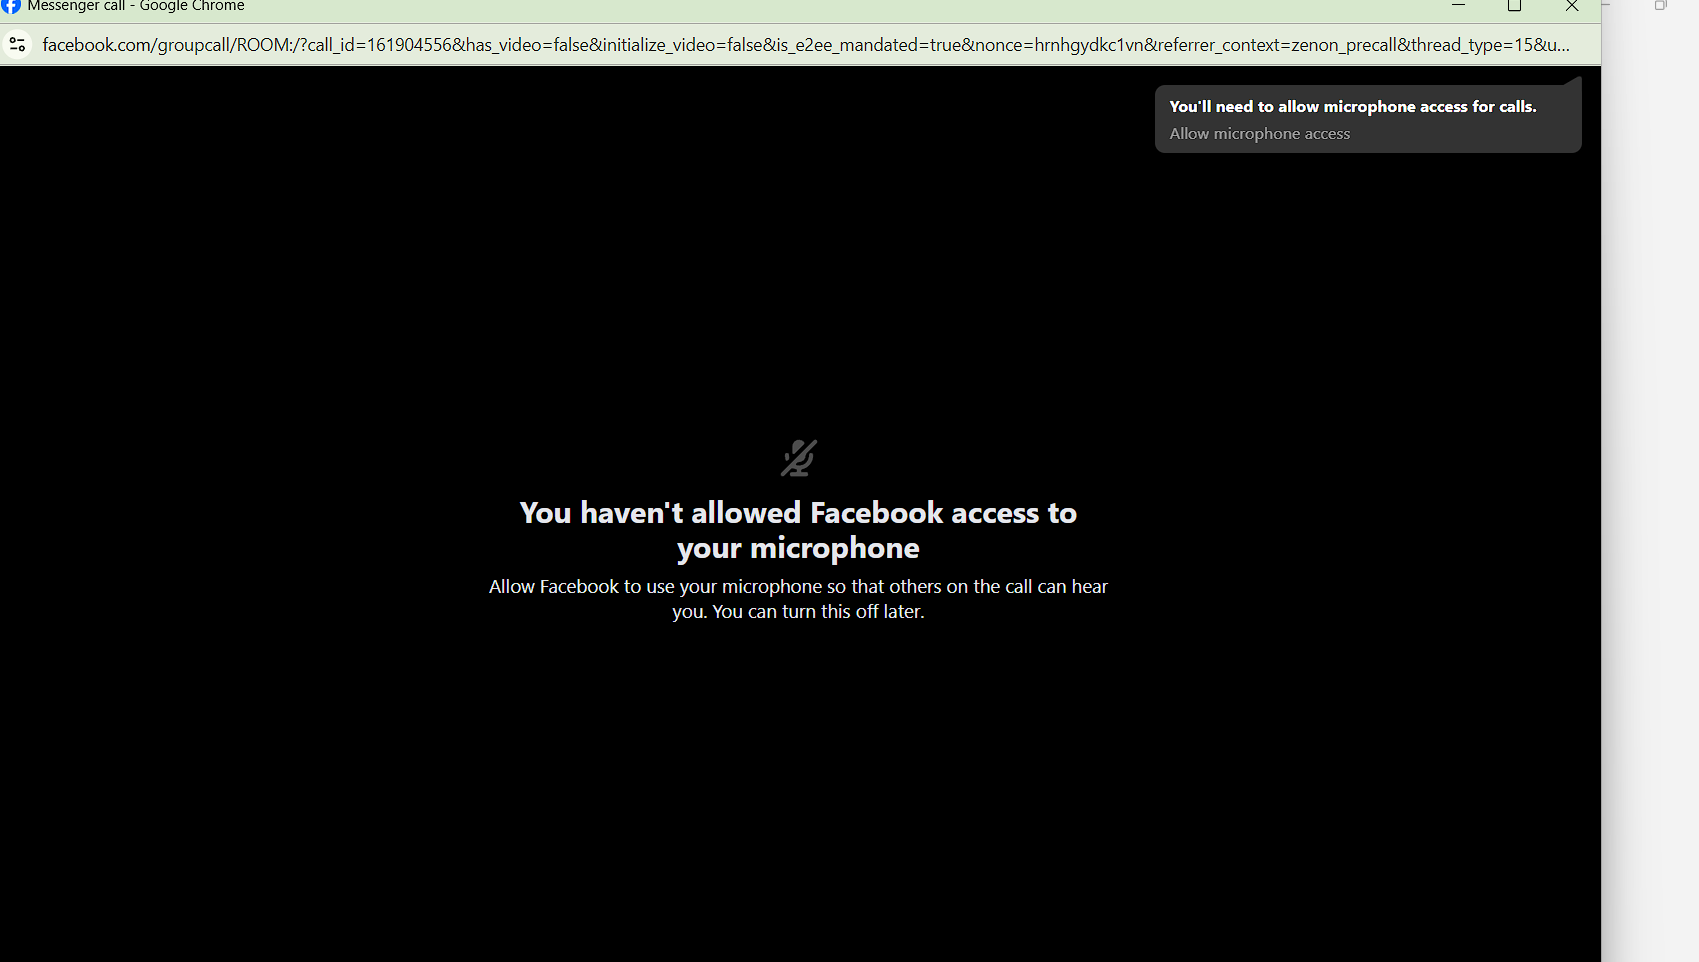 Messenger call - Google Chrome
facebook.com/groupcall/ROOM:/?call_id=161904556&has_video=false&initialize_video=false&is_e2ee_mandated=true&nonce=hrnhgydkc1vn&referrer_context=zenon_precall&thread_type=15&u...
You'll need to allow microphone access for calls.
Allow microphone access
You haven't allowed Facebook access to
your microphone
Allow Facebook to use your microphone so that others on the call can hear
you. You can turn this off later.